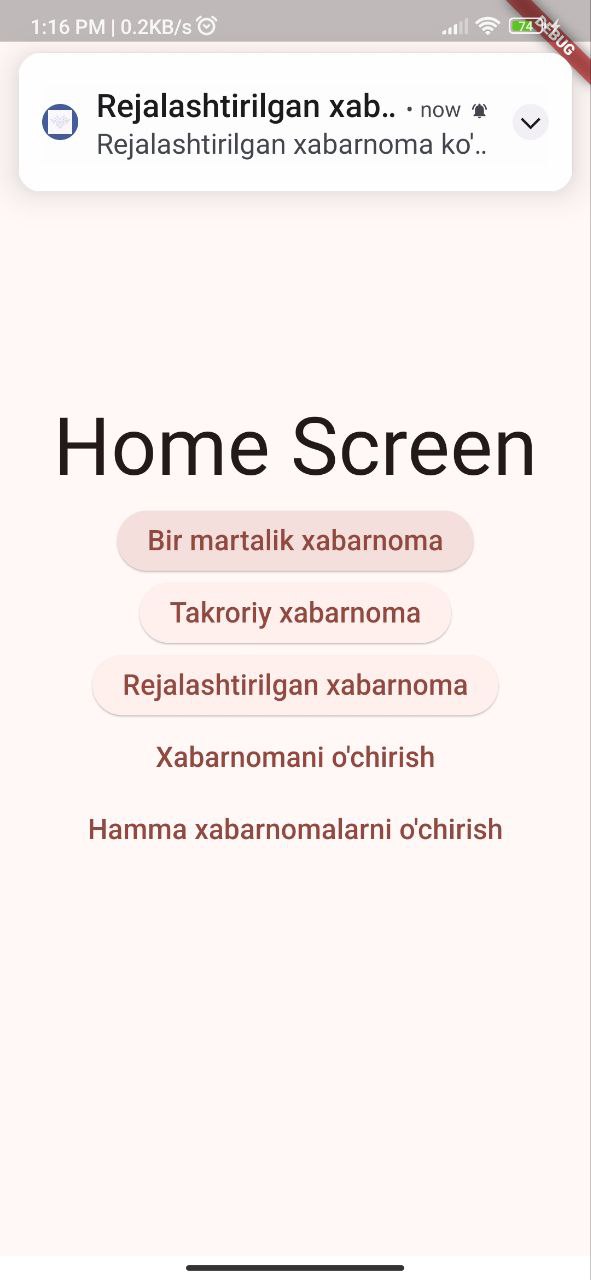 1:16 PM | 0.2KB/s
74
DEBUG
Rejalashtirilgan xab.. • now
Rejalashtirilgan xabarnoma ko'..
Home Screen
Bir martalik xabarnoma
Takroriy xabarnoma
Rejalashtirilgan xabarnoma
Xabarnomani o'chirish
Hamma xabarnomalarni o'chirish